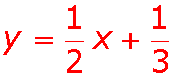 y = 1/2 x + 1/3